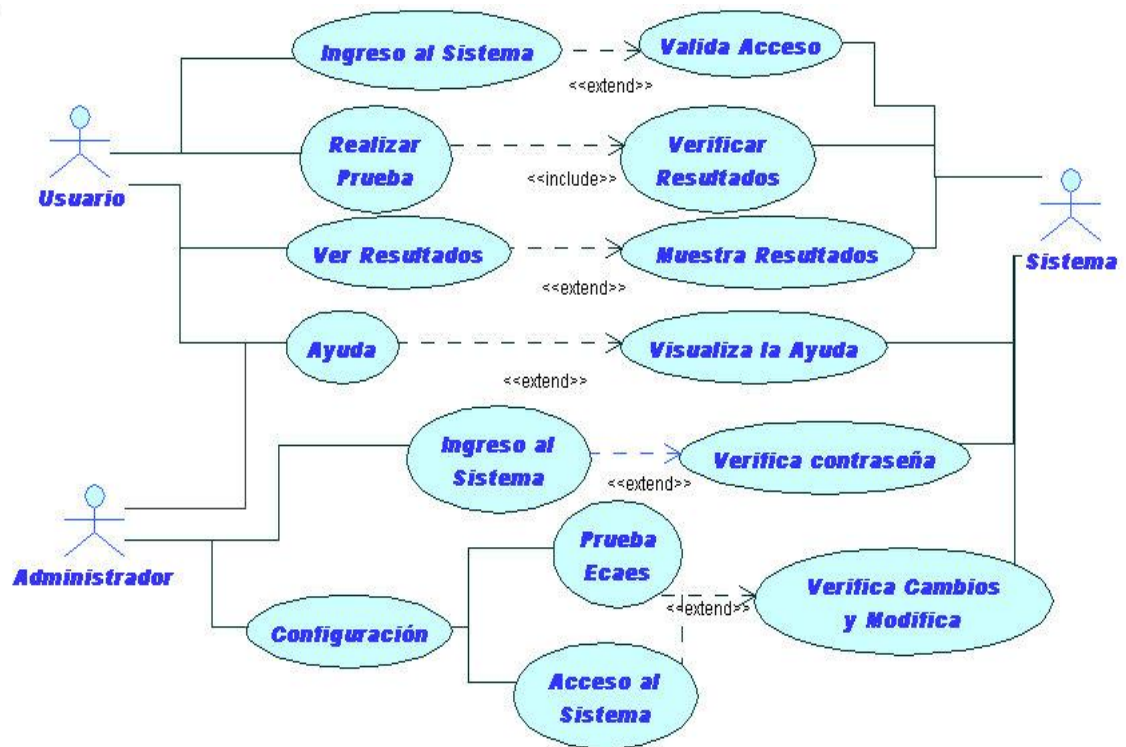 Ingreso al Sistema
Valida Acceso
<<extend>>
Usuario
Realizar
Prueba
<<include>>
Verificar
Resultados
Ver Resultados
<<extend>>
Muestra Resultados
Sistema
Ayuda
<<extend>>
Visualiza la Ayuda
Ingreso al
Sistema
<<extend>>
Verifica contraseña
Administrador
Prueba
Ecaes
<<extend>>
Verifica Cambios
y Modifica
Configuración
Acceso al
Sistema